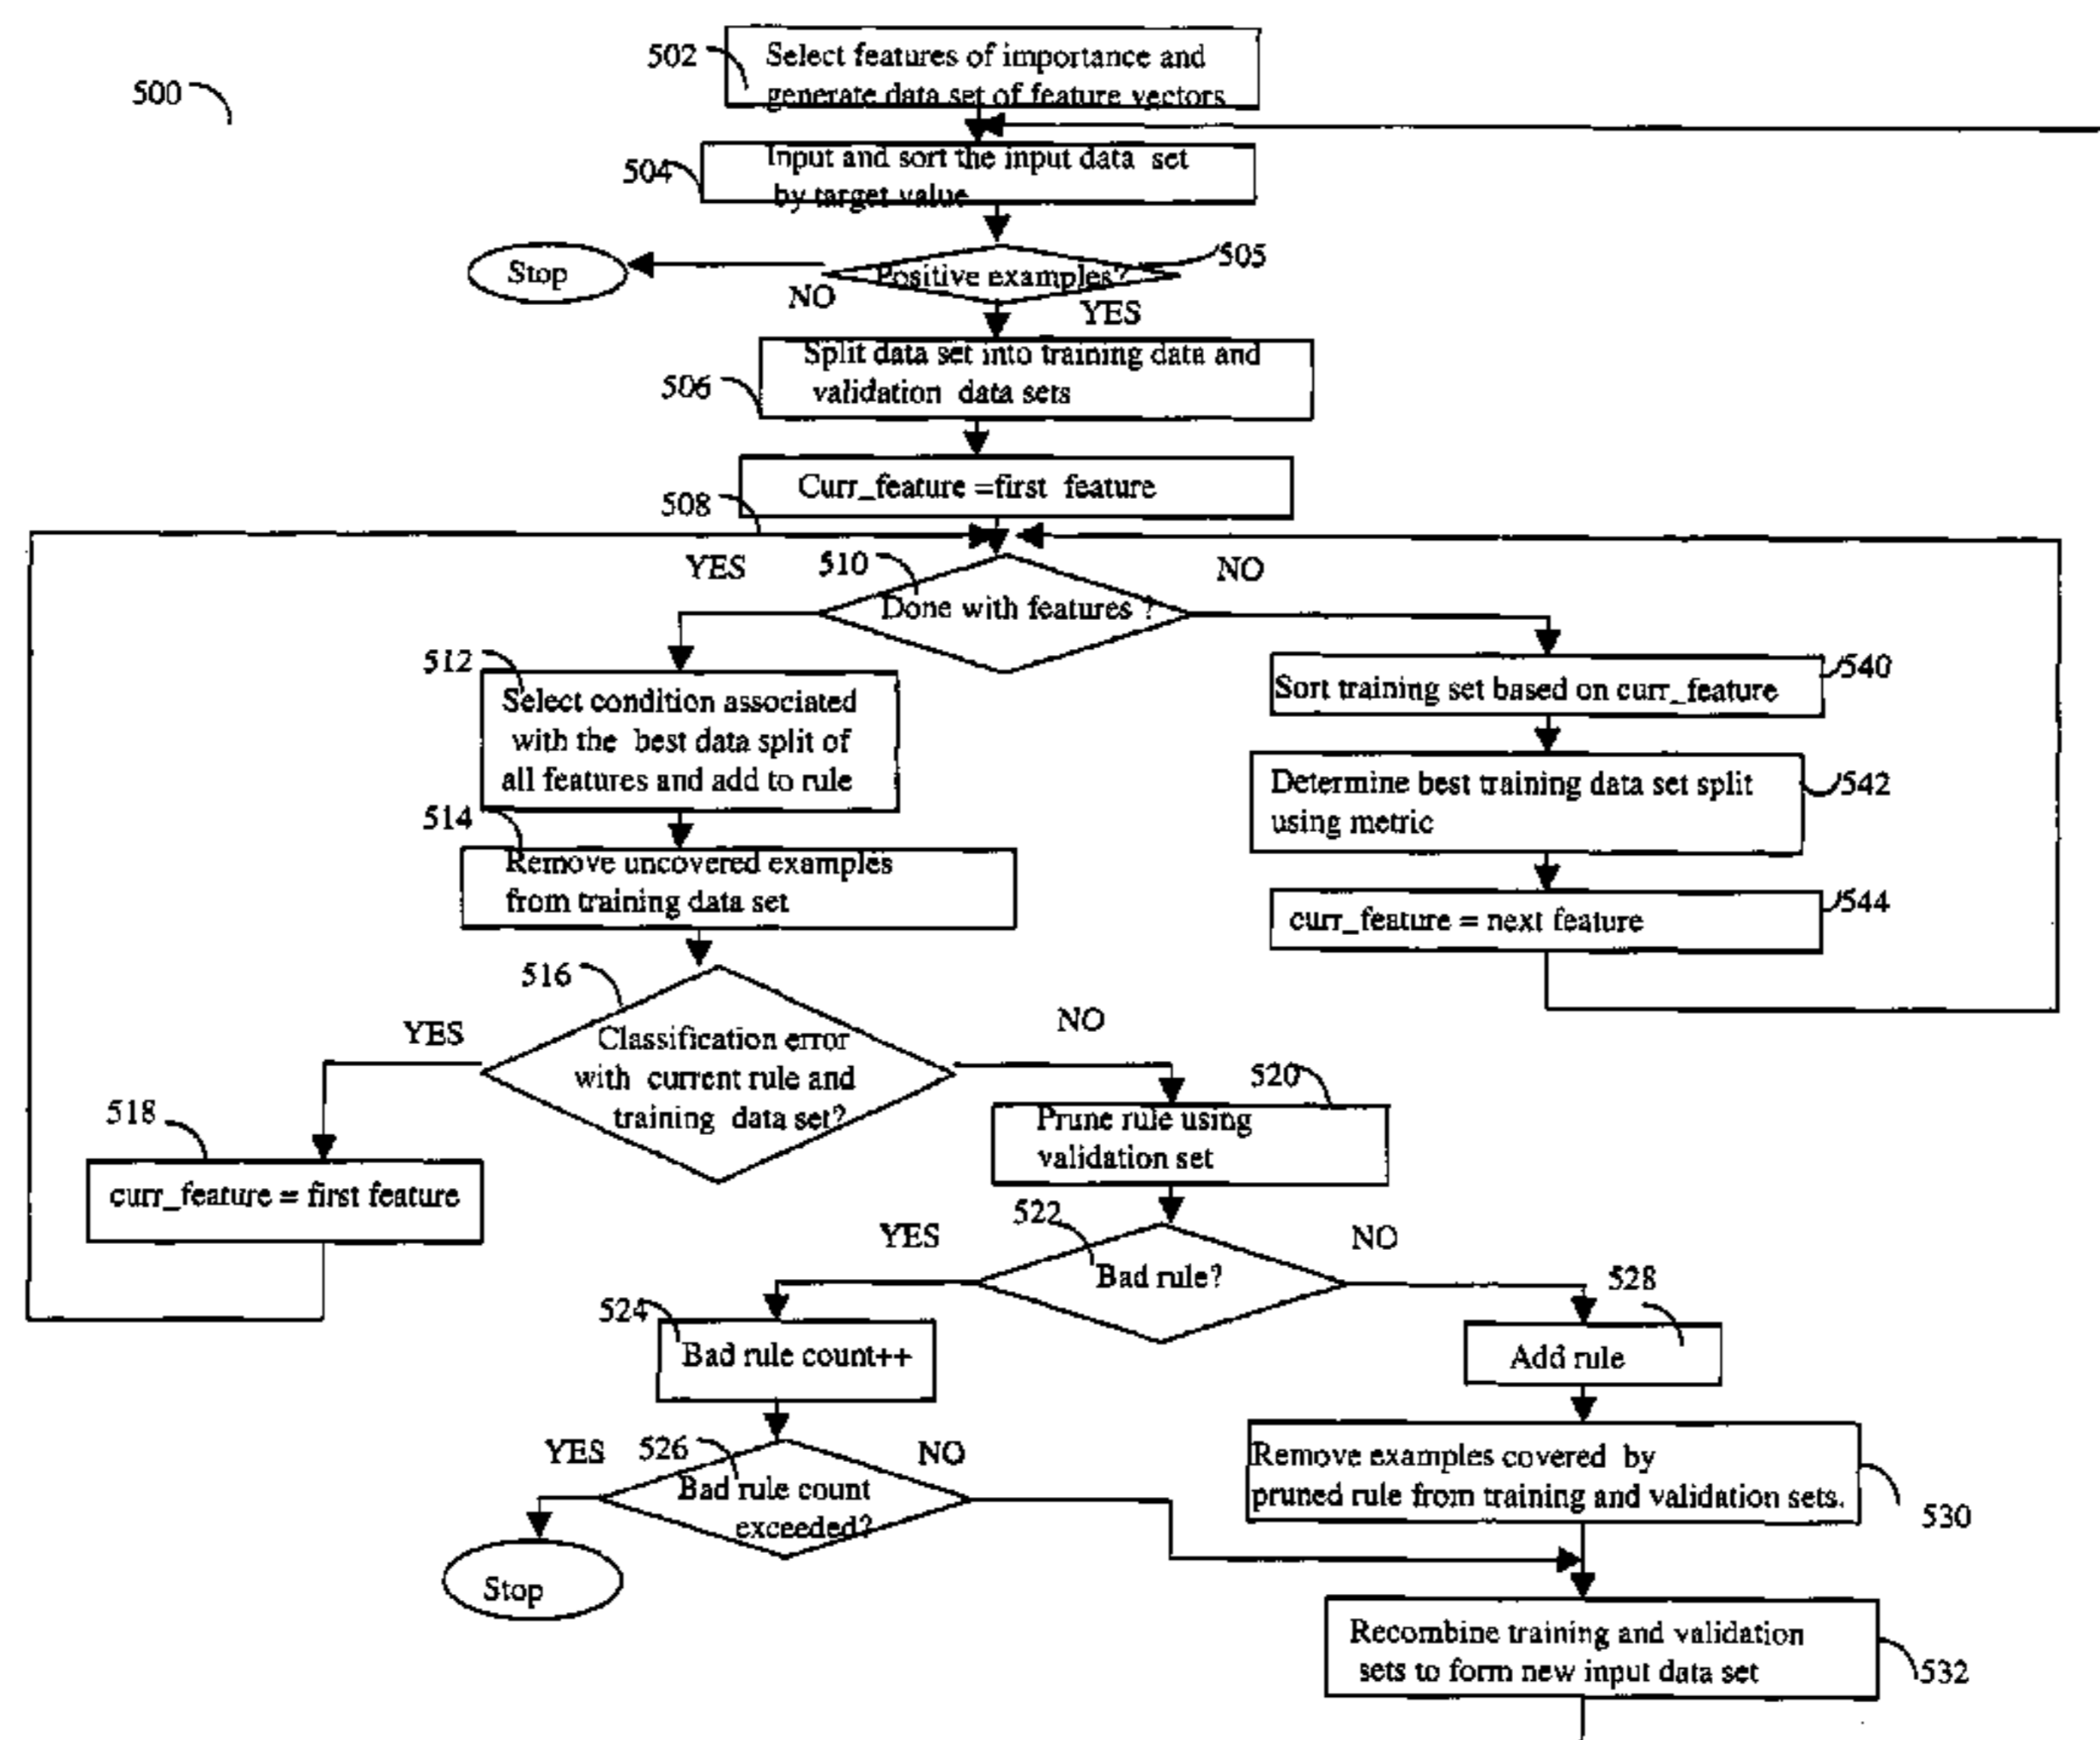 500
502
Select features of importance and
generate data set of feature vectors
504
Input and sort the input data set
by target value
Stop
Positive examples?
505
NO
YES
506
Split data set into training data and
validation data sets
508
Curr_feature =first feature
YES
510
NO
Done with features ?
512
Select condition associated
with the best data split of
all features and add to rule
540
Sort training set based on curr_feature
542
Determine best training data set split
using metric
514
Remove uncovered examples
from training data set
544
curr_feature = next feature
516
YES
NO
Classification error
with current rule and
training data set?
518
curr_feature = first feature
520
Prune rule using
validation set
522
YES
NO
Bad rule?
524
Bad rule count++
528
Add rule
YES
526
NO
Bad rule count
exceeded?
Stop
Remove examples covered by
pruned rule from training and validation sets.
530
Recombine training and validation
sets to form new input data set
532